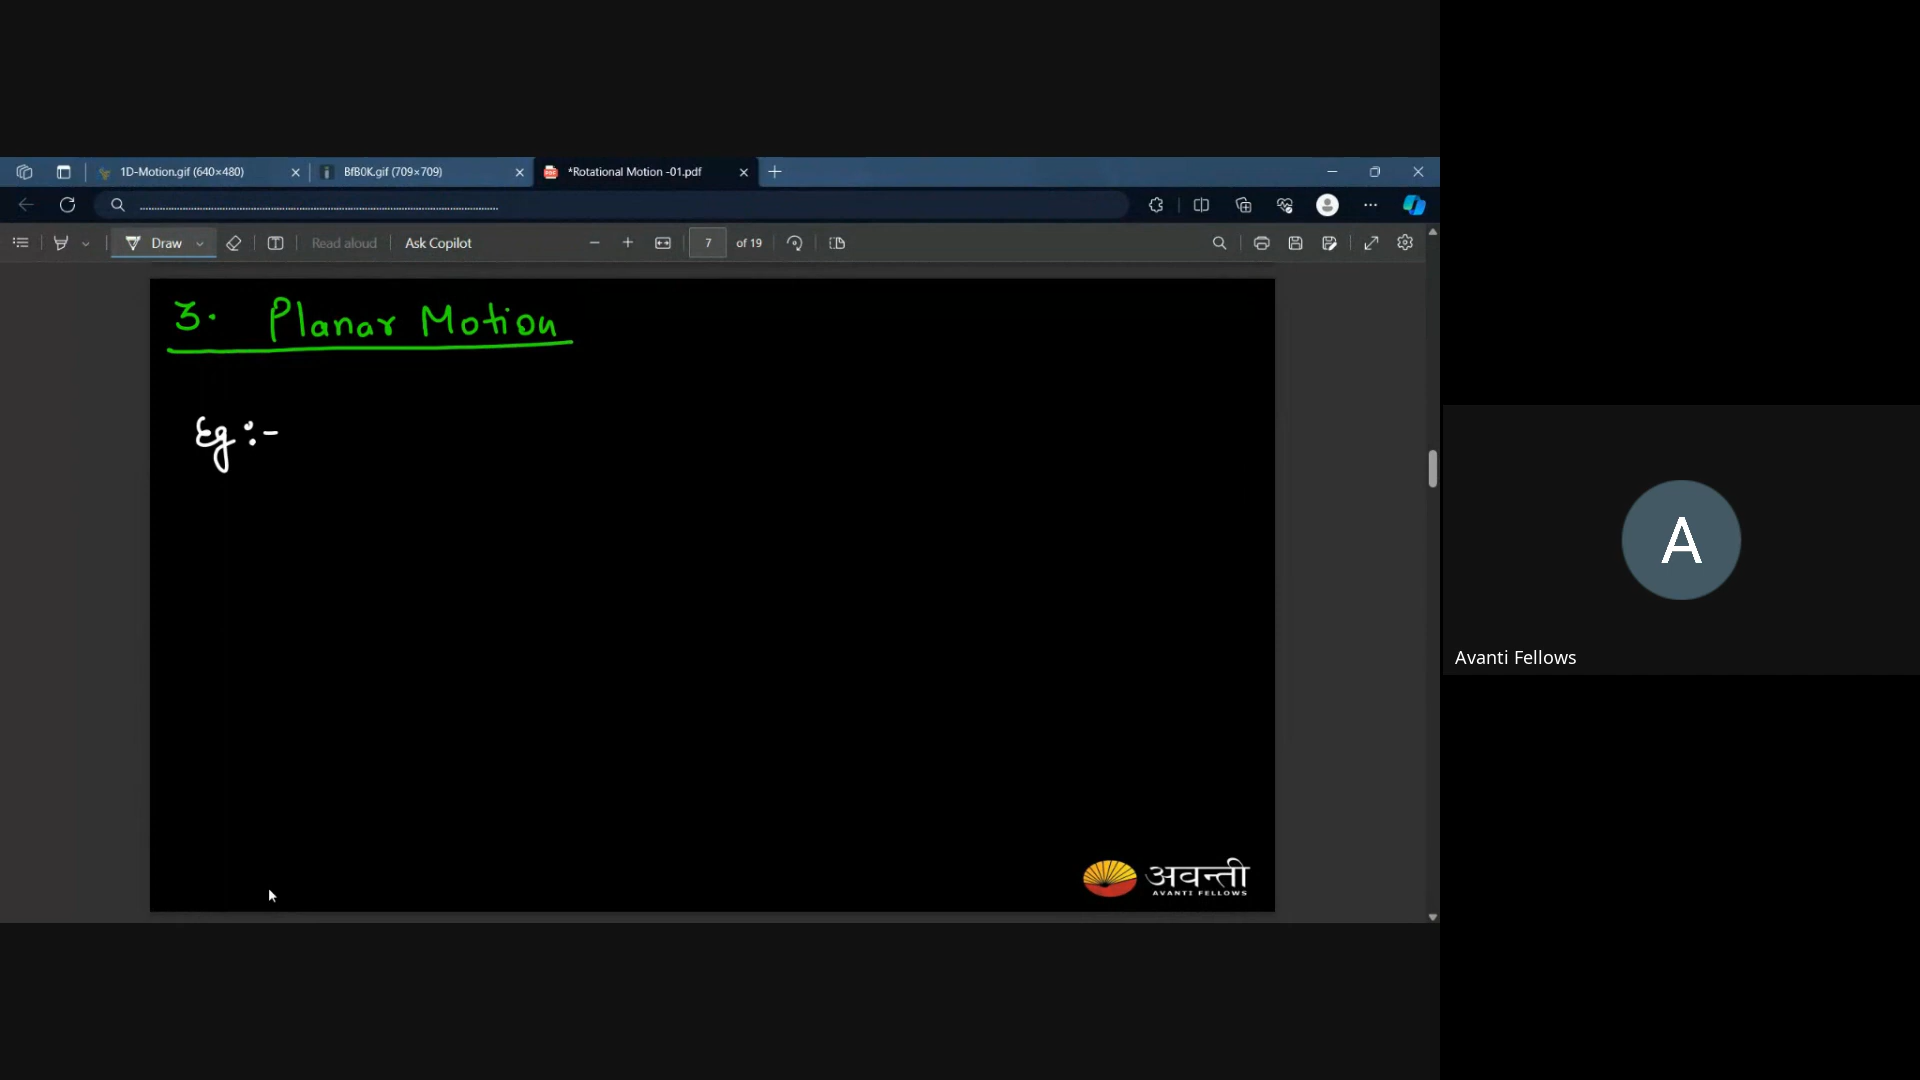 1D-Motion.gif (640×480)
BfB0K.gif (709×709)
*Rotational Motion -01.pdf
Draw
Read aloud
Ask Copilot
7 of 19
3. Planar Motion
Eg :-
अवन्ती
AVANTI FELLOWS
A
Avanti Fellows